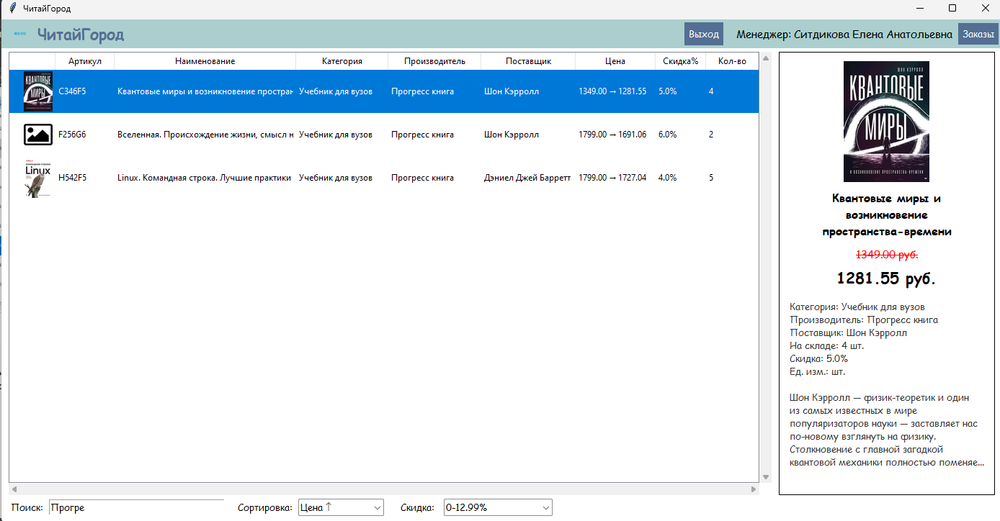 ЧитайГород
ЧитайГород
Выход
Менеджер: Ситдикова Елена Анатольевна
Заказы
Артикул Наименование Категория Производитель Поставщик Цена Скидка% Кол-во
КВАНТОВЫЕ МИРЫ
C346F5 Квантовые миры и возникновение простран Учебник для вузов Прогресс книга Шон Кэрролл 1349.00 → 1281.55 5.0% 4
F256G6 Вселенная. Происхождение жизни, смысл н Учебник для вузов Прогресс книга Шон Кэрролл 1799.00 → 1691.06 6.0% 2
командная строка
Linux
H542F5 Linux. Командная строка. Лучшие практики Учебник для вузов Прогресс книга Дэниел Джей Барретт 1799.00 → 1727.04 4.0% 5
ШОН КЭРРОЛЛ
КВАНТОВЫЕ
МИРЫ
И ВОЗНИКНОВЕНИЕ ПРОСТРАНСТВА-ВРЕМЕНИ
Квантовые миры и
возникновение
пространства-времени
1349.00 руб.
1281.55 руб.
Категория: Учебник для вузов
Производитель: Прогресс книга
Поставщик: Шон Кэрролл
На складе: 4 шт.
Скидка: 5.0%
Ед. изм.: шт.
Шон Кэрролл — физик-теоретик и один
из самых известных в мире
популяризаторов науки — заставляет нас
по-новому взглянуть на физику.
Столкновение с главной загадкой
квантовой механики полностью поменяе...
Поиск: Прогре
Сортировка: Цена ↑
Скидка: 0-12.99%